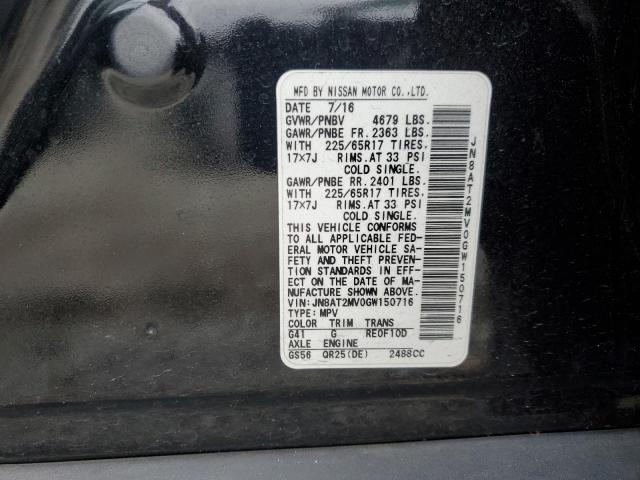 MFD BY NISSAN MOTOR CO.,LTD.
DATE 7/16
GVWR/PNBV 4679 LBS.
GAWR/PNBE FR. 2363 LBS.
WITH 225/65R17 TIRES,
17×7J RIMS.AT 33 PSI
COLD SINGLE.
GAWR/PNBE RR. 2401 LBS.
WITH 225/65R17 TIRES,
17×7J RIMS.AT 33 PSI
COLD SINGLE.
THIS VEHICLE CONFORMS
TO ALL APPLICABLE FED-
ERAL MOTOR VEHICLE SA-
FETY AND THEFT PREVEN-
TION STANDARDS IN EFF-
ECT ON THE DATE OF MA-
NUFACTURE SHOWN ABOVE.
VIN: JN8AT2MV0GW150716
TYPE: MPV
COLOR TRIM TRANS
G41 G RE0F10D
AXLE ENGINE
GS56 QR25(DE) 2488CC
JN8AT2MV0GW150716